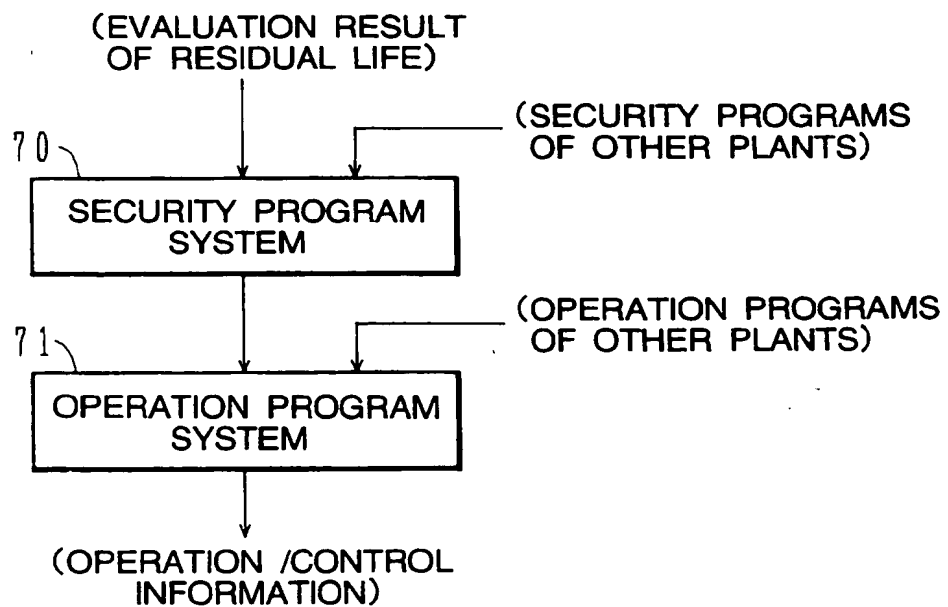 (EVALUATION RESULT
OF RESIDUAL LIFE)
(SECURITY PROGRAMS
OF OTHER PLANTS)
70
SECURITY PROGRAM
SYSTEM
(OPERATION PROGRAMS
OF OTHER PLANTS)
71
OPERATION PROGRAM
SYSTEM
(OPERATION /CONTROL
INFORMATION)